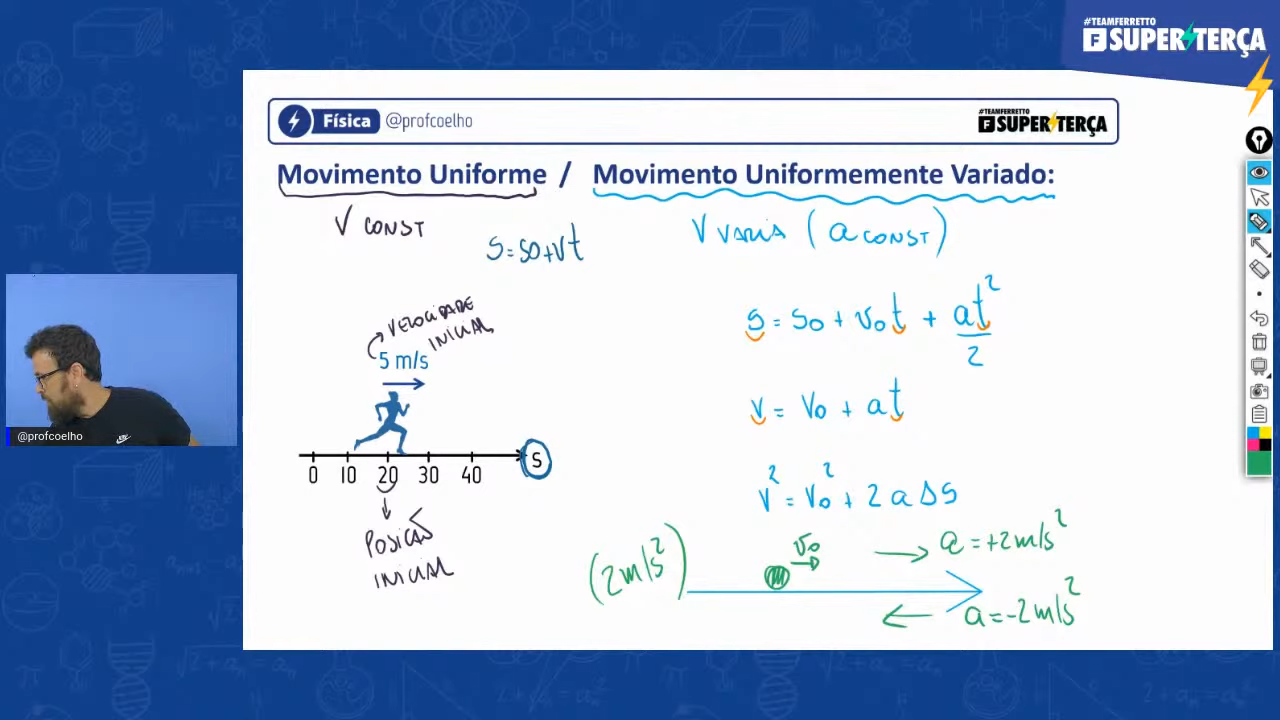 #TEAMFERRETTO
F SUPER TERÇA
Física @profcoelho
#TEAMFERRETTO
F SUPER TERÇA
Movimento Uniforme / Movimento Uniformemente Variado:
V CONST
S = S0 + Vt
V VARIA (a CONST)
VELOCIDADE
INICIAL
5 m/s
0 10 20 30 40 S
POSIÇÃO
INICIAL
S = S0 + V0t + at²/2
V = V0 + at
V² = V0² + 2aΔS
(2m/s²)
V0
a = +2m/s²
a = -2m/s²
@profcoelho